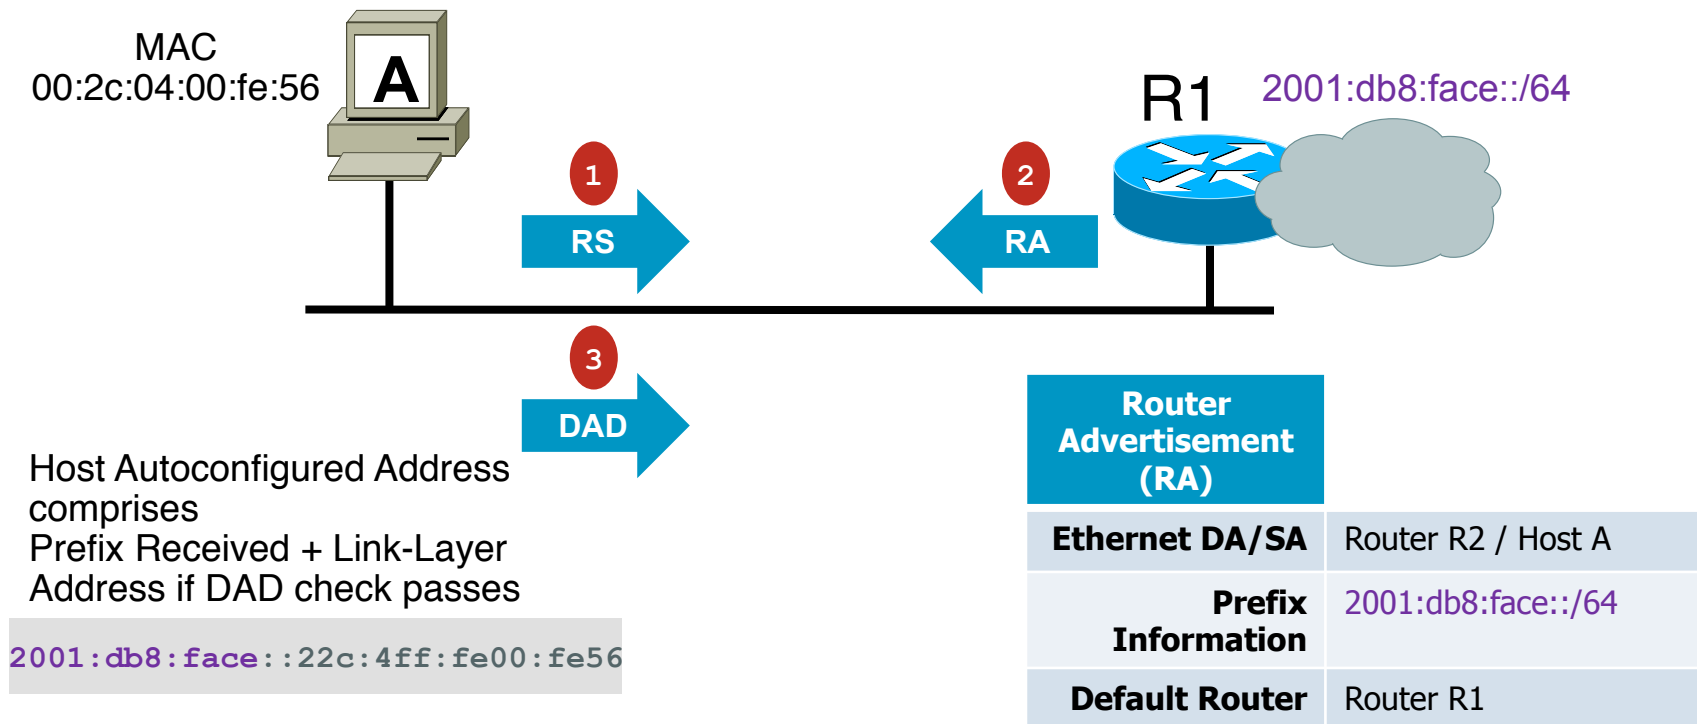 MAC
00:2c:04:00:fe:56
A
R1
2001:db8:face::/64
1
RS
2
RA
3
DAD
Host Autoconfigured Address
comprises
Prefix Received + Link-Layer
Address if DAD check passes
2001:db8:face::22c:4ff:fe00:fe56
Router
Advertisement
(RA)
Ethernet DA/SA
Router R2 / Host A
Prefix
Information
2001:db8:face::/64
Default Router
Router R1